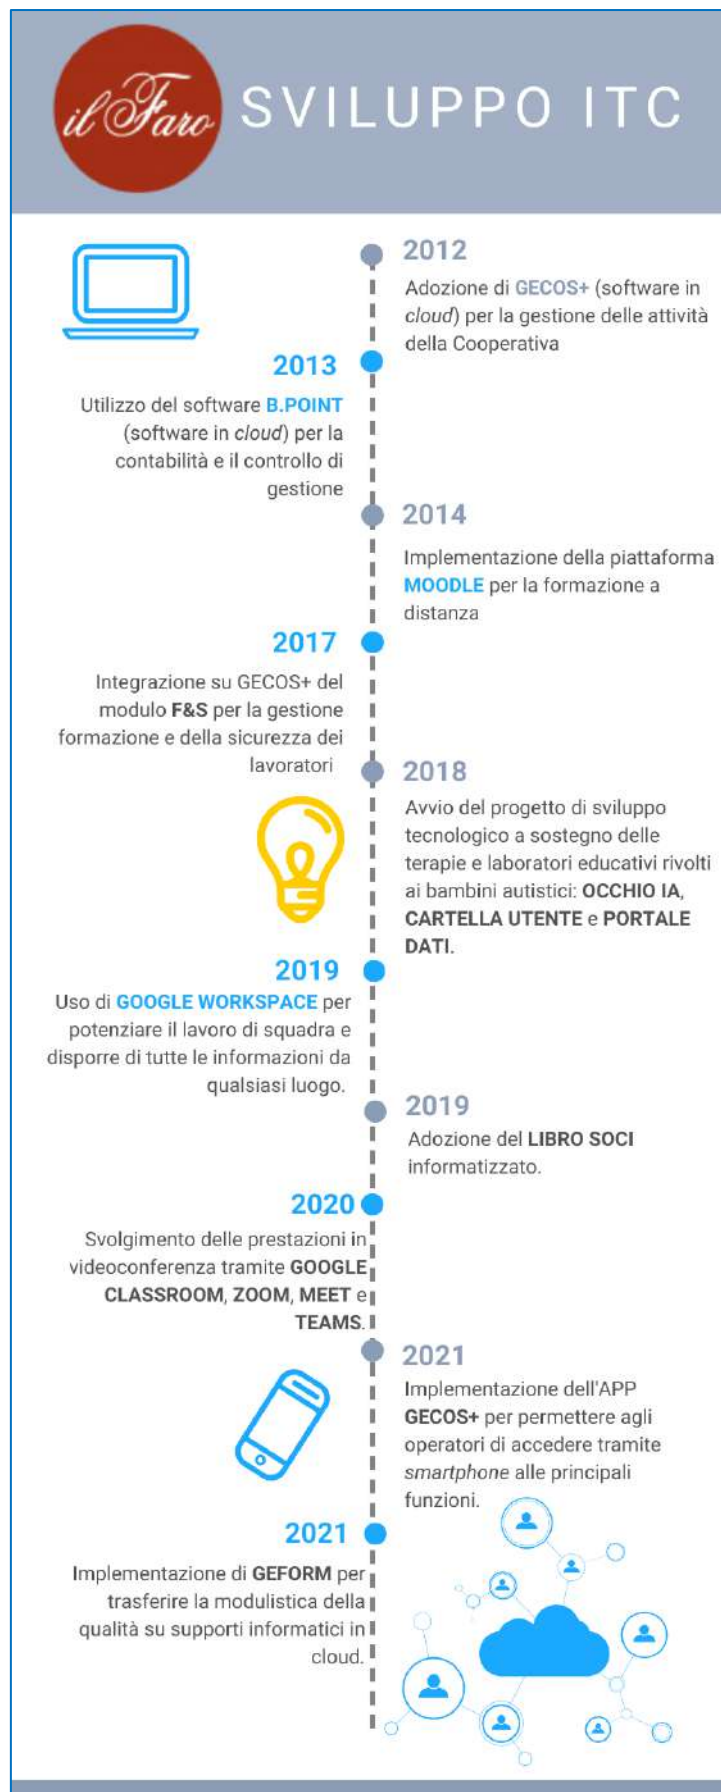 il Faro
SVILUPPO ITC
2012
Adozione di GECOS+ (software in
cloud) per la gestione delle attività
della Cooperativa
2013
Utilizzo del software B.POINT
(software in cloud) per la
contabilità e il controllo di
gestione
2014
Implementazione della piattaforma
MOODLE per la formazione a
distanza
2017
Integrazione su GECOS+ del
modulo F&S per la gestione
formazione e della sicurezza dei
lavoratori
2018
Avvio del progetto di sviluppo
tecnologico a sostegno delle
terapie e laboratori educativi rivolti
ai bambini autistici: OCCHIO IA,
CARTELLA UTENTE e PORTALE
DATI.
2019
Uso di GOOGLE WORKSPACE per
potenziare il lavoro di squadra e
disporre di tutte le informazioni da
qualsiasi luogo.
2019
Adozione del LIBRO SOCI
informatizzato.
2020
Svolgimento delle prestazioni in
videoconferenza tramite GOOGLE
CLASSROOM, ZOOM, MEET e
TEAMS.
2021
Implementazione dell'APP
GECOS+ per permettere agli
operatori di accedere tramite
smartphone alle principali
funzioni.
2021
Implementazione di GEFORM per
trasferire la modulistica della
qualità su supporti informatici in
cloud.